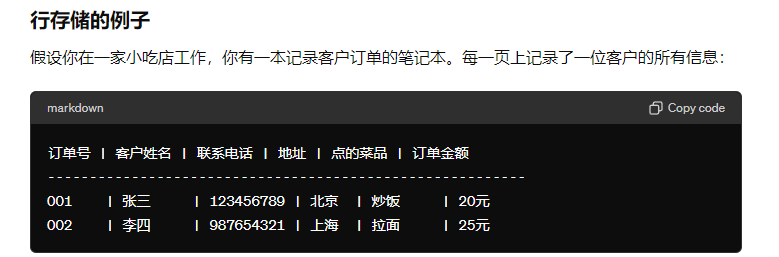 行存储的例子
假设你在一家小吃店工作，你有一本记录客户订单的笔记本。每一页上记录了一位客户的所有信息：
markdown Copy code
订单号 | 客户姓名 | 联系电话 | 地址 | 点的菜品 | 订单金额
--------------------------------------------------------
001    | 张三     | 123456789 | 北京  | 炒饭     | 20元
002    | 李四     | 987654321 | 上海  | 拉面     | 25元